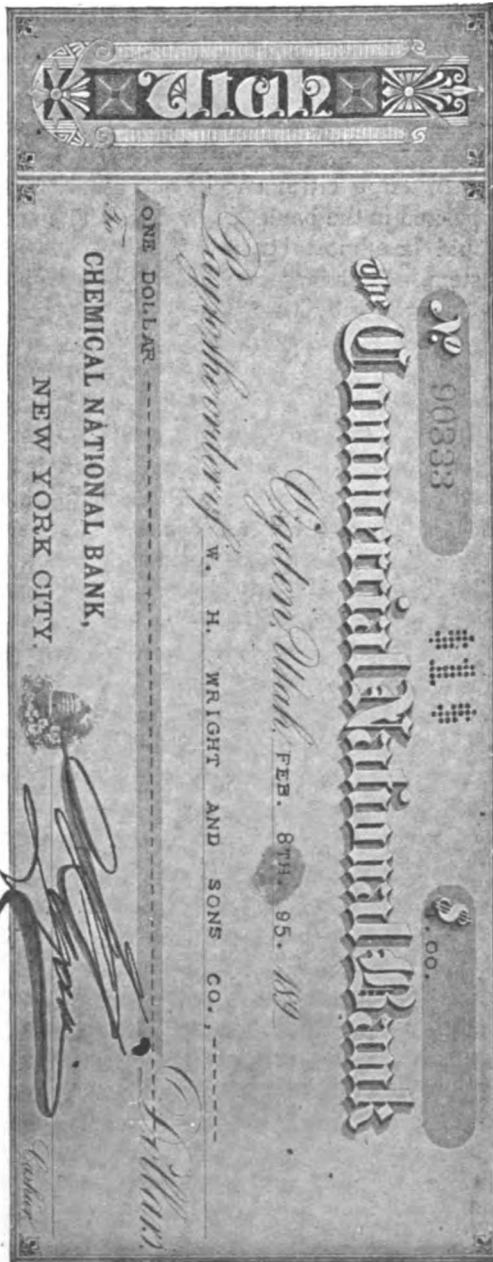 Utah
No. 90333 $1$ $ .00.
The Commercial National Bank
Ogden, Utah, FEB. 8TH. 95. 189
Pay to the order of W. H. WRIGHT AND SONS CO.,------
ONE DOLLAR ------------------------------ Dollars.
To
CHEMICAL NATIONAL BANK,
NEW YORK CITY.
Cashier